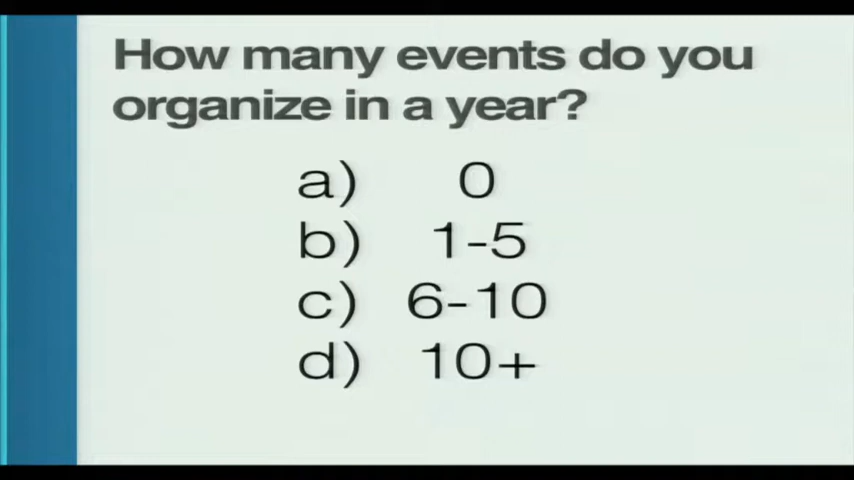 How many events do you
organize in a year?
a) 0
b) 1-5
c) 6-10
d) 10+